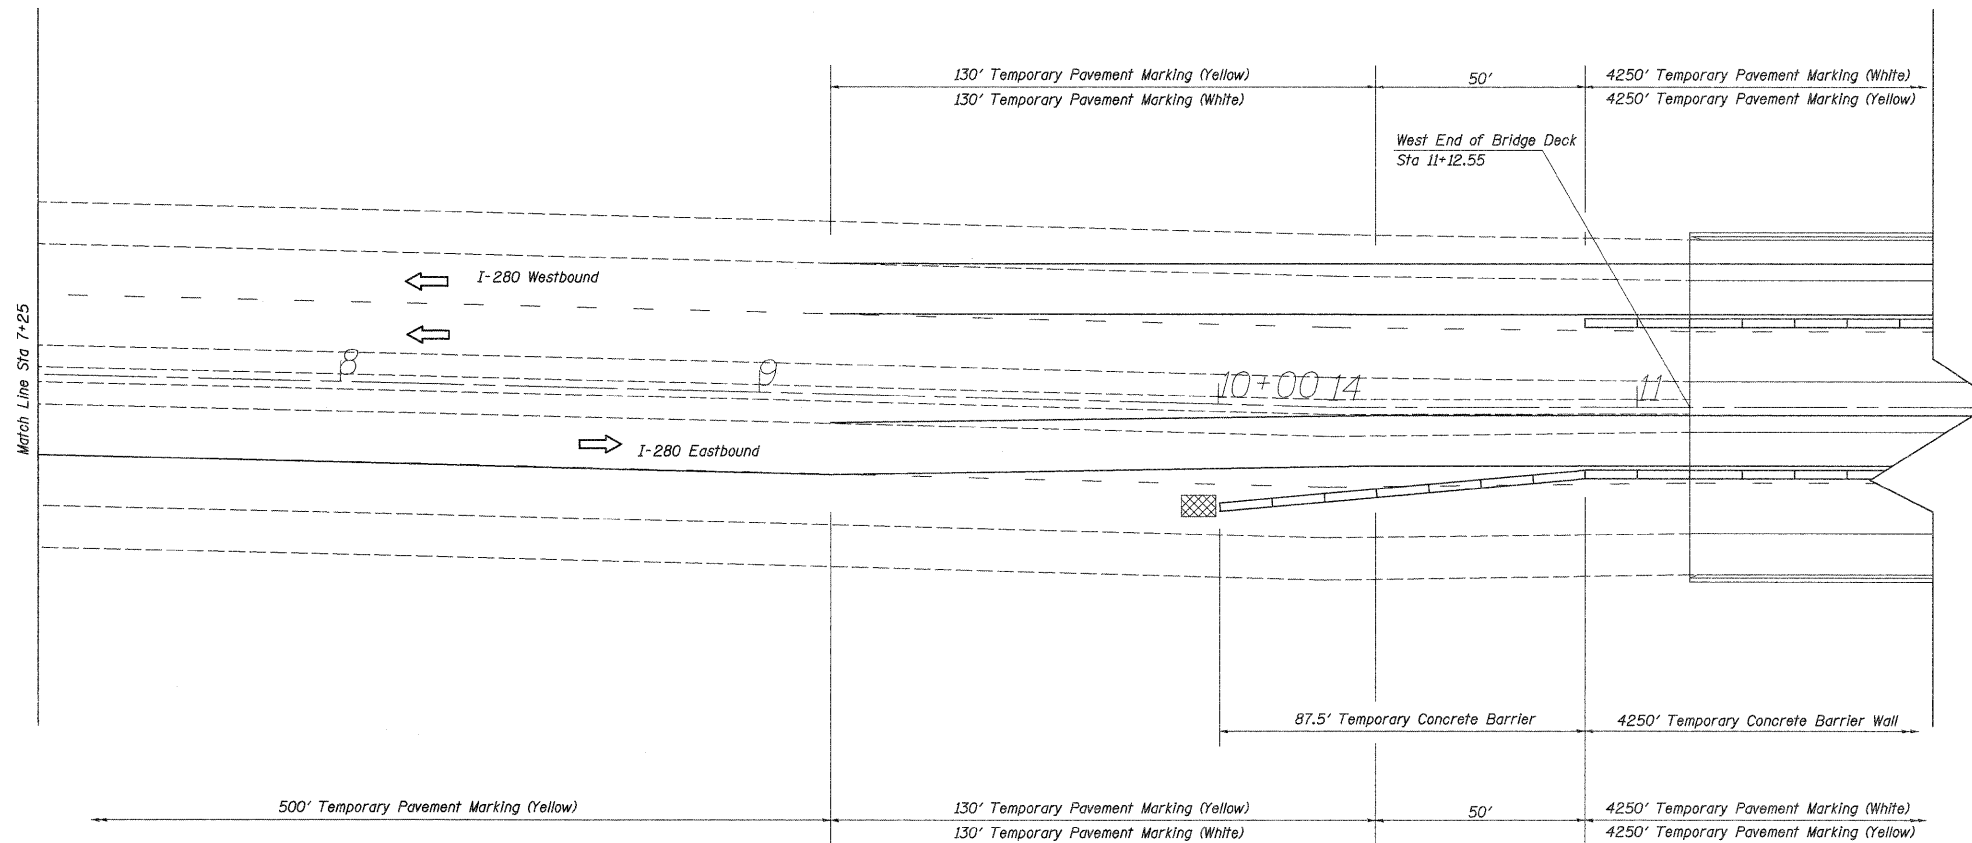 130' Temporary Pavement Marking (Yellow)
130' Temporary Pavement Marking (White)
50'
4250' Temporary Pavement Marking (White)
4250' Temporary Pavement Marking (Yellow)
West End of Bridge Deck
Sta 11+12.55
I-280 Westbound
Match Line Sta 7+25
8
9
10+00 14
11
I-280 Eastbound
87.5' Temporary Concrete Barrier
4250' Temporary Concrete Barrier Wall
500' Temporary Pavement Marking (Yellow)
130' Temporary Pavement Marking (Yellow)
130' Temporary Pavement Marking (White)
50'
4250' Temporary Pavement Marking (White)
4250' Temporary Pavement Marking (Yellow)